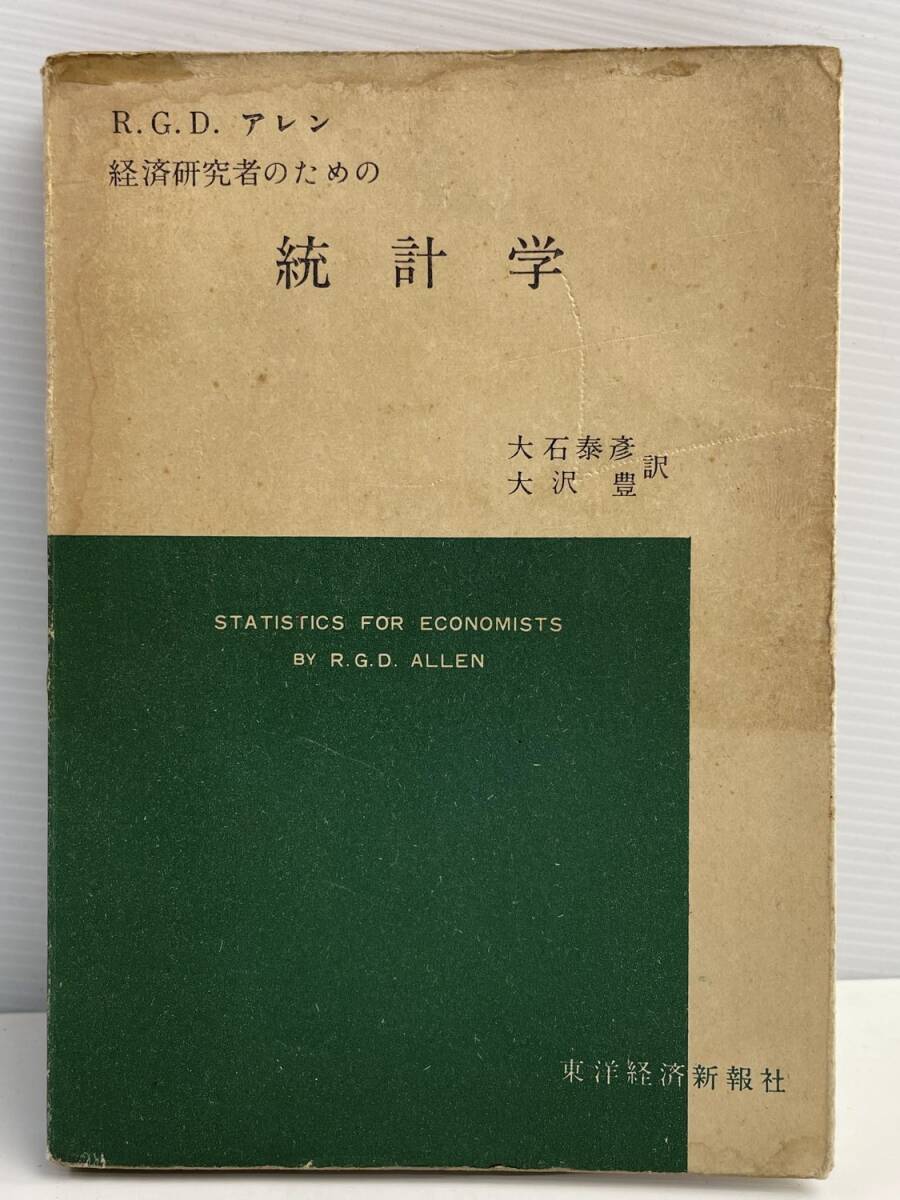 R.G.D. アレン
経済研究者のための
統計学
大石泰彦
大沢豊訳
STATISTICS FOR ECONOMISTS
BY R.G.D. ALLEN
東洋経済新報社